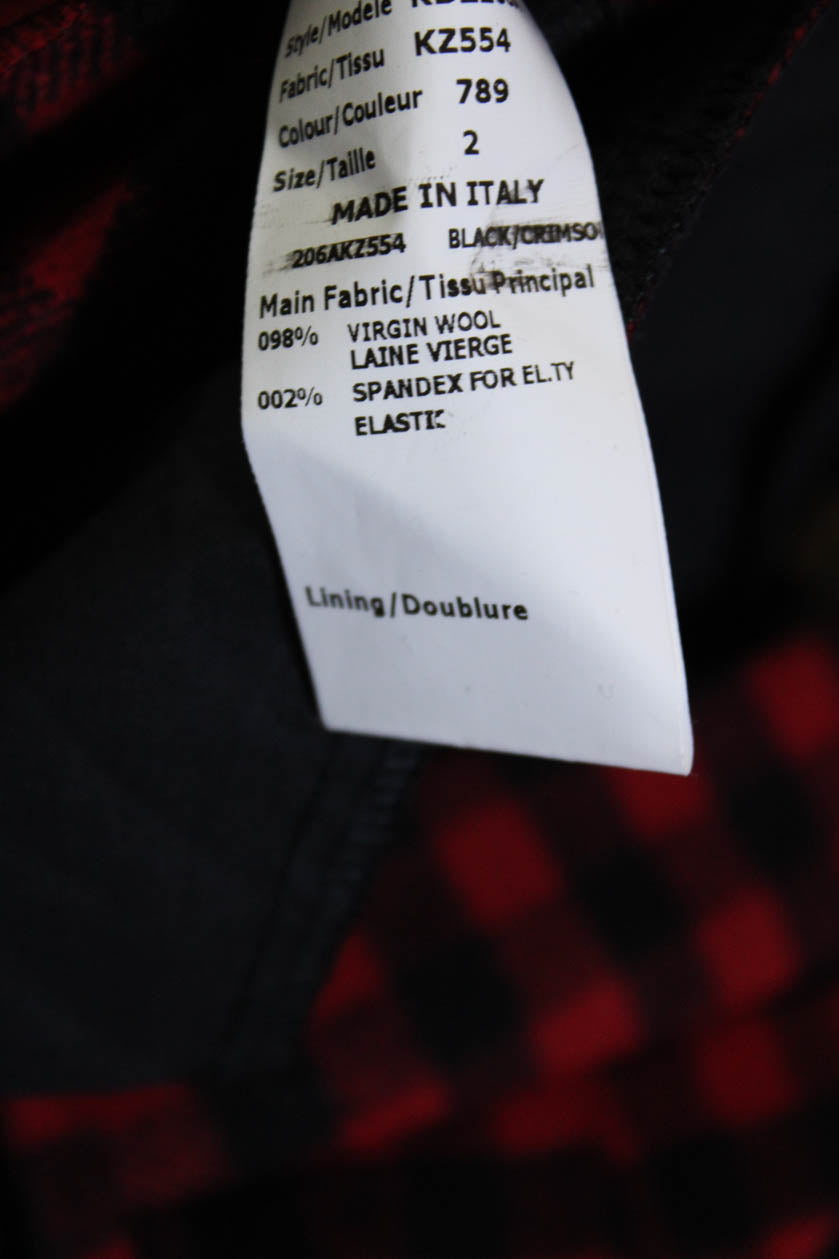 Style/Modele
Fabric/Tissu KZ554
Colour/Couleur 789
Size/Taille 2
MADE IN ITALY
206AKZ554 BLACK/CRIMSO
Main Fabric/Tissu Principal
098% VIRGIN WOOL
LAINE VIERGE
002% SPANDEX FOR EL.TY
ELASTIC
Lining/Doublure